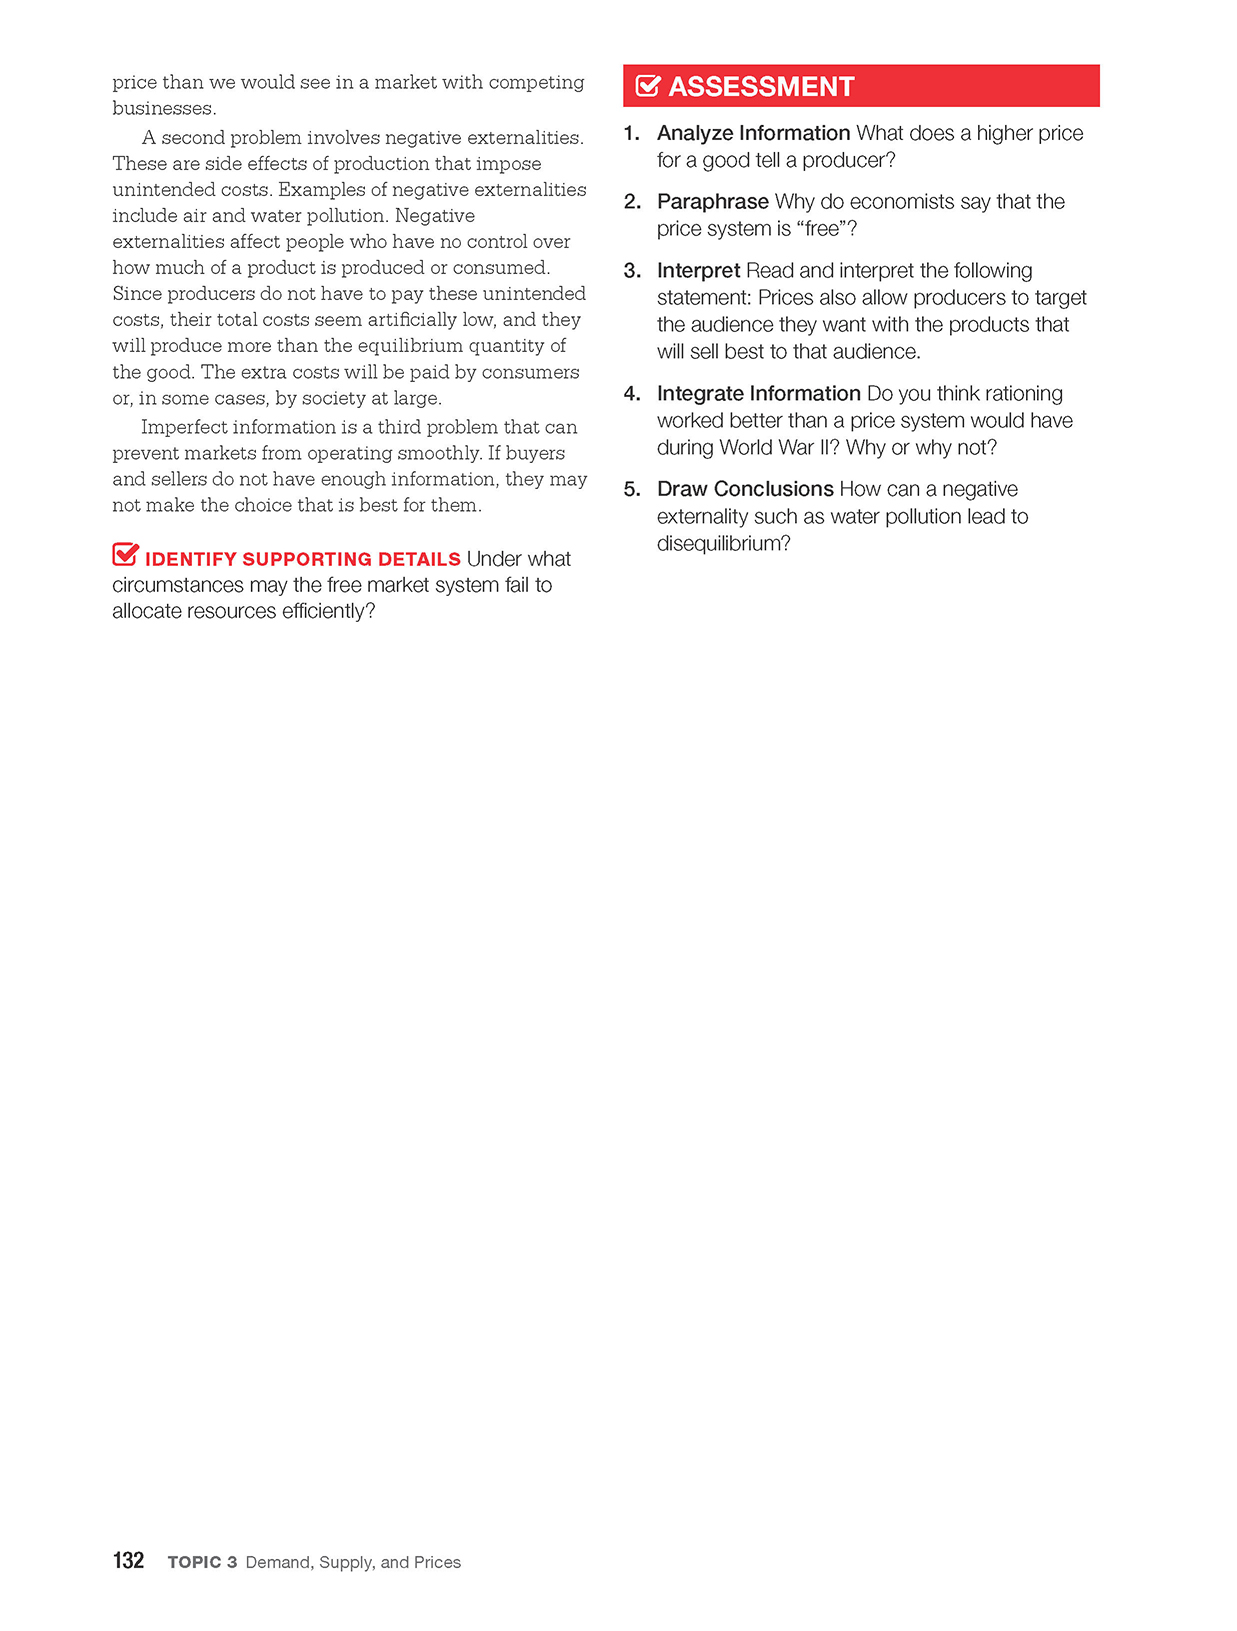 price than we would see in a market with competing
businesses.
A second problem involves negative externalities.
These are side effects of production that impose
unintended costs. Examples of negative externalities
include air and water pollution. Negative
externalities affect people who have no control over
how much of a product is produced or consumed.
Since producers do not have to pay these unintended
costs, their total costs seem artificially low, and they
will produce more than the equilibrium quantity of
the good. The extra costs will be paid by consumers
or, in some cases, by society at large.
Imperfect information is a third problem that can
prevent markets from operating smoothly. If buyers
and sellers do not have enough information, they may
not make the choice that is best for them.
IDENTIFY SUPPORTING DETAILS Under what
circumstances may the free market system fail to
allocate resources efficiently?
ASSESSMENT
1. Analyze Information What does a higher price
for a good tell a producer?
2. Paraphrase Why do economists say that the
price system is “free”?
3. Interpret Read and interpret the following
statement: Prices also allow producers to target
the audience they want with the products that
will sell best to that audience.
4. Integrate Information Do you think rationing
worked better than a price system would have
during World War II? Why or why not?
5. Draw Conclusions How can a negative
externality such as water pollution lead to
disequilibrium?
132 TOPIC 3 Demand, Supply, and Prices